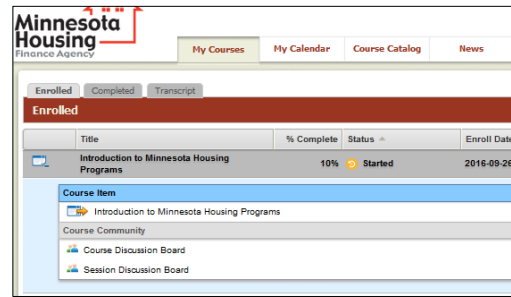 Minnesota
Housing
Finance Agency
My Courses My Calendar Course Catalog News
Enrolled Completed Transcript
Enrolled
Title % Complete Status Enroll Date
Introduction to Minnesota Housing
Programs 10% Started 2016-09-26
Course Item
Introduction to Minnesota Housing Programs
Course Community
Course Discussion Board
Session Discussion Board